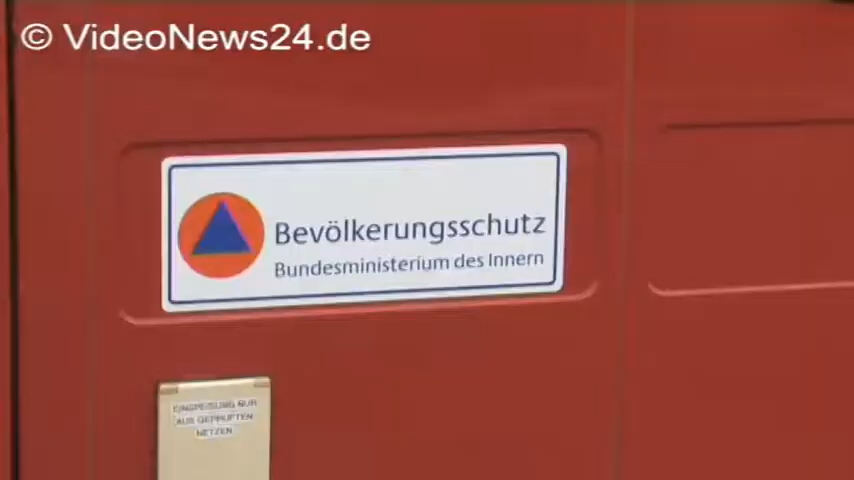 © VideoNews24.de
Bevölkerungsschutz
Bundesministerium des Innern
EINSPEISUNG NUR
AUS GEPRÜFTEN
NETZEN